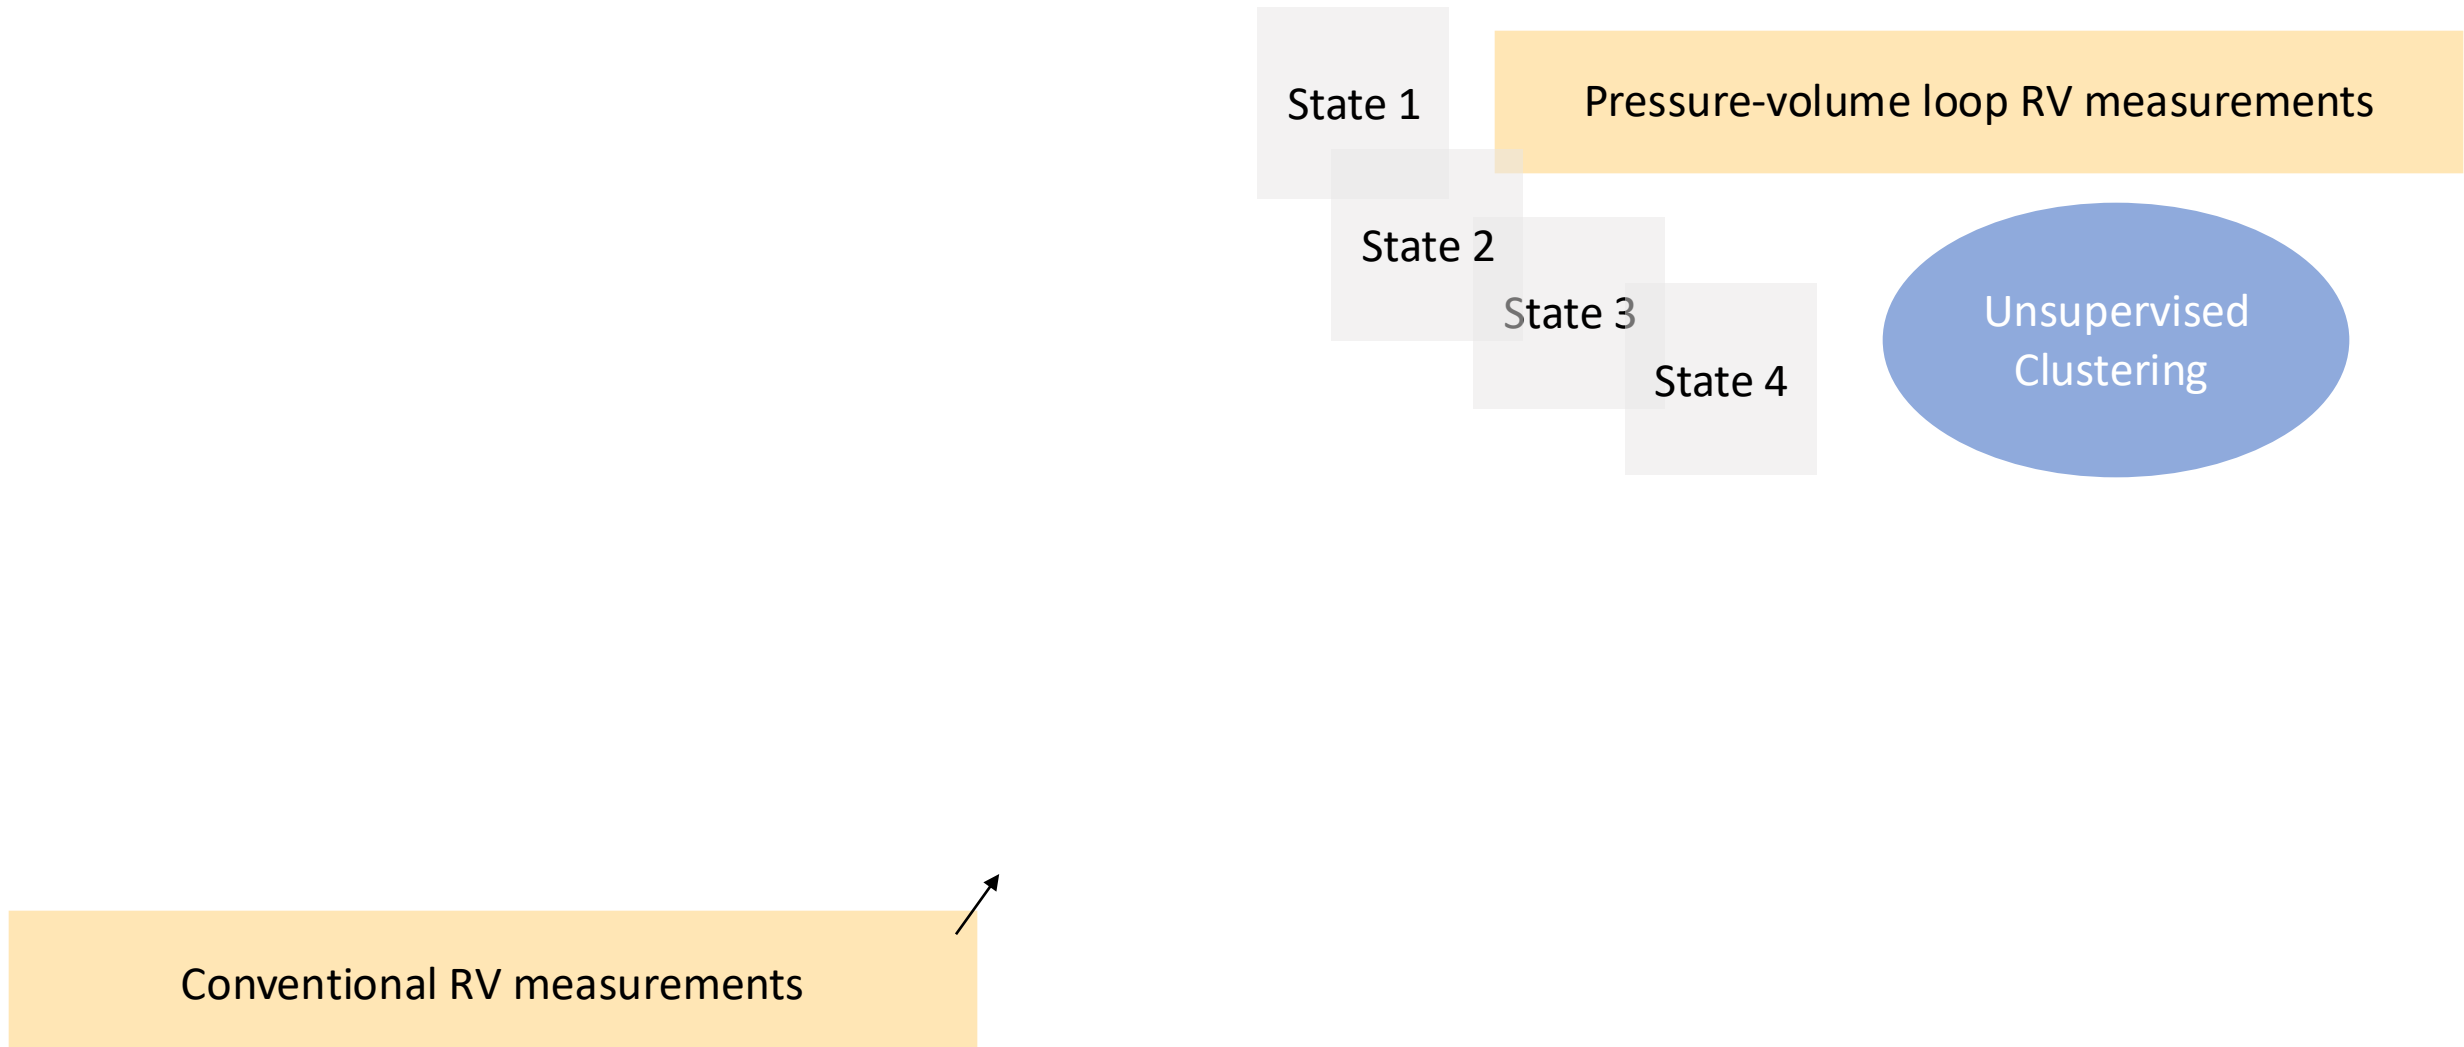 State 1
Pressure-volume loop RV measurements
State 2
State 3
State 4
Unsupervised
Clustering
Conventional RV measurements